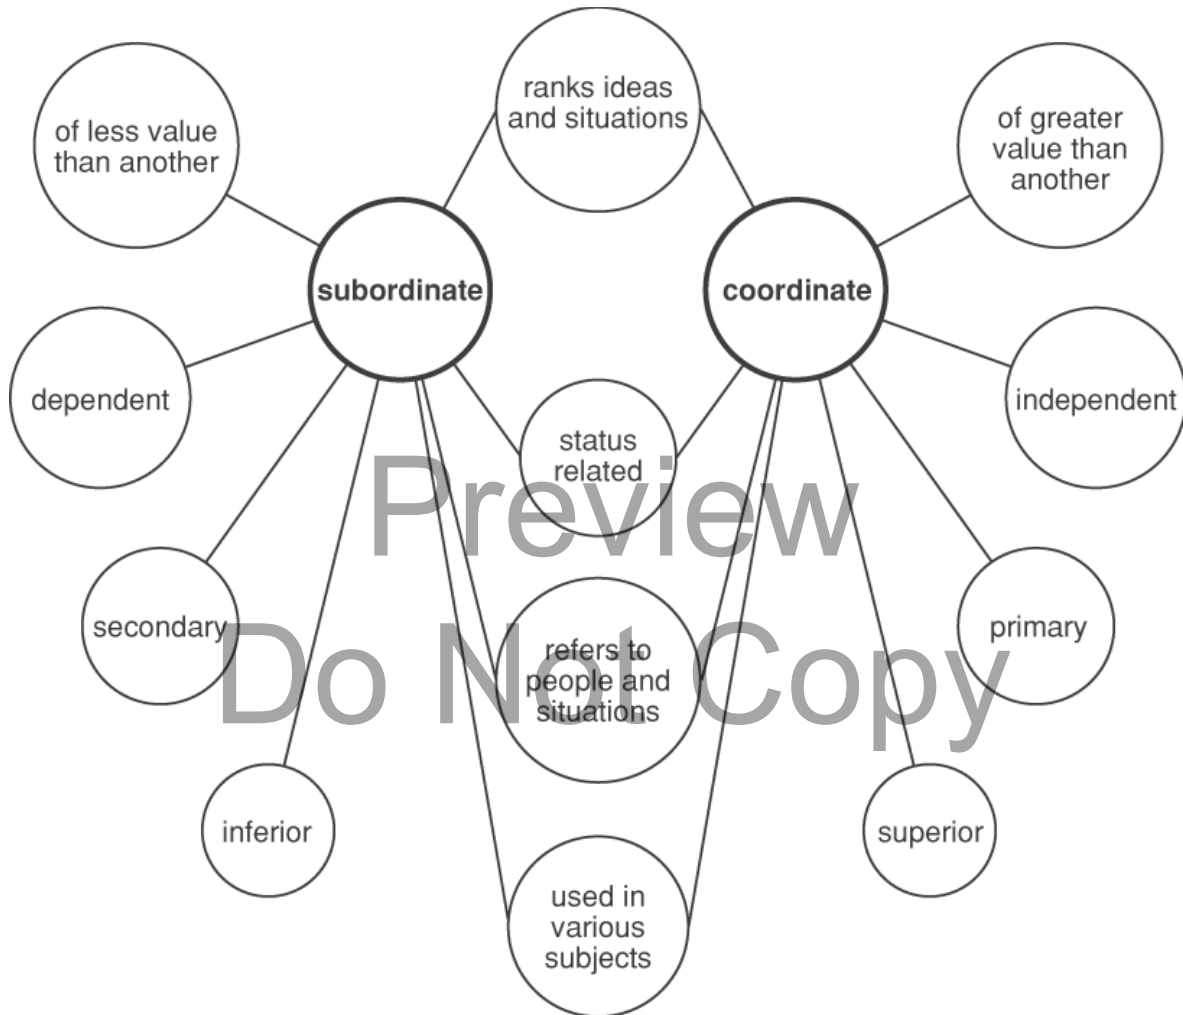 ranks ideas
and situations
of less value
than another
of greater
value than
another
subordinate
coordinate
dependent
independent
status
related
Preview
secondary
primary
refers to
people and
situations
Do Not Copy
inferior
superior
used in
various
subjects